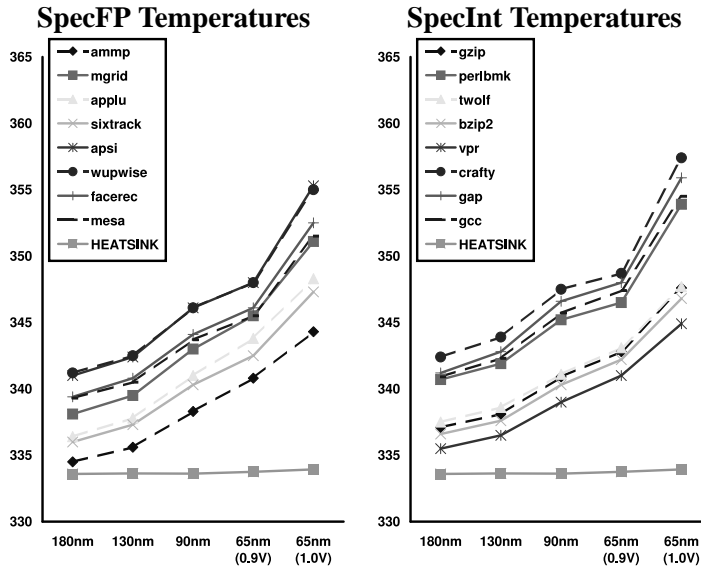 SpecFP Temperatures
365
360
355
350
345
340
335
330
ammp
mgrid
applu
sixtrack
apsi
wupwise
facerec
mesa
HEATSINK
180nm 130nm 90nm 65nm 65nm
(0.9V) (1.0V)
SpecInt Temperatures
365
360
355
350
345
340
335
330
gzip
perlbmk
twolf
bzip2
vpr
crafty
gap
gcc
HEATSINK
180nm 130nm 90nm 65nm 65nm
(0.9V) (1.0V)